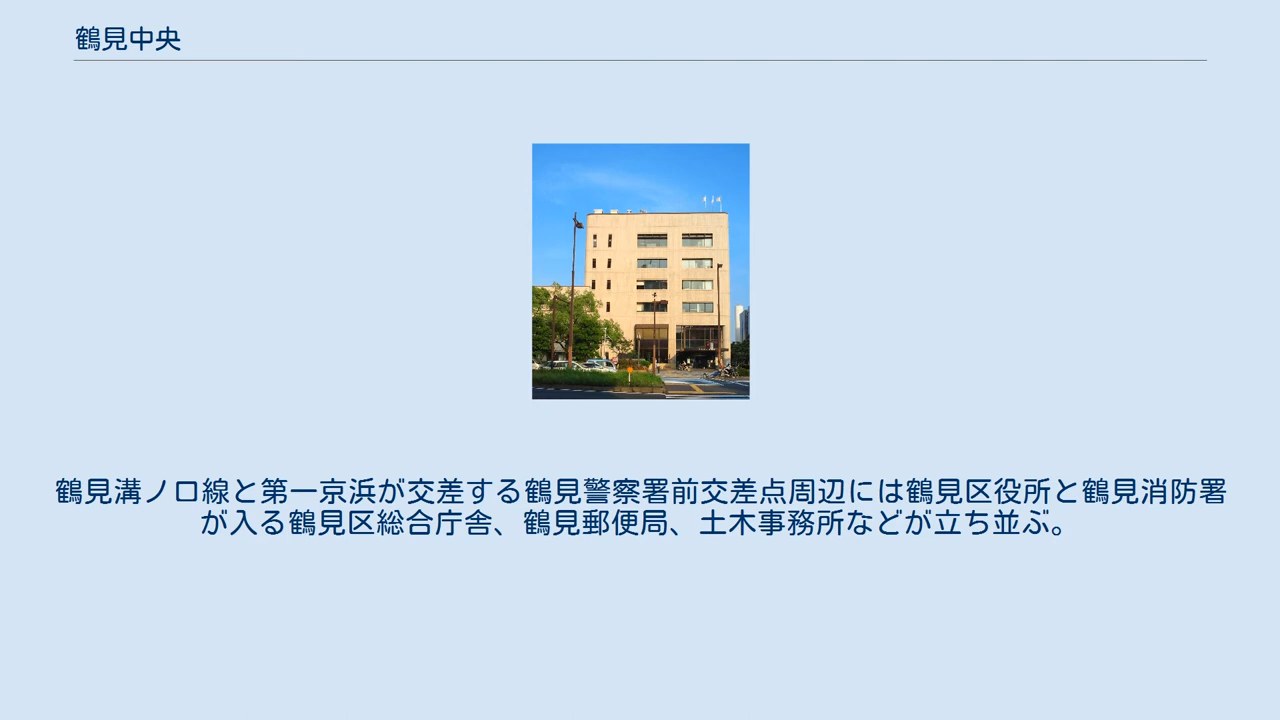 鶴見中央
鶴見溝ノ口線と第一京浜が交差する鶴見警察署前交差点周辺には鶴見区役所と鶴見消防署
が入る鶴見区総合庁舎、鶴見郵便局、土木事務所などが立ち並ぶ。